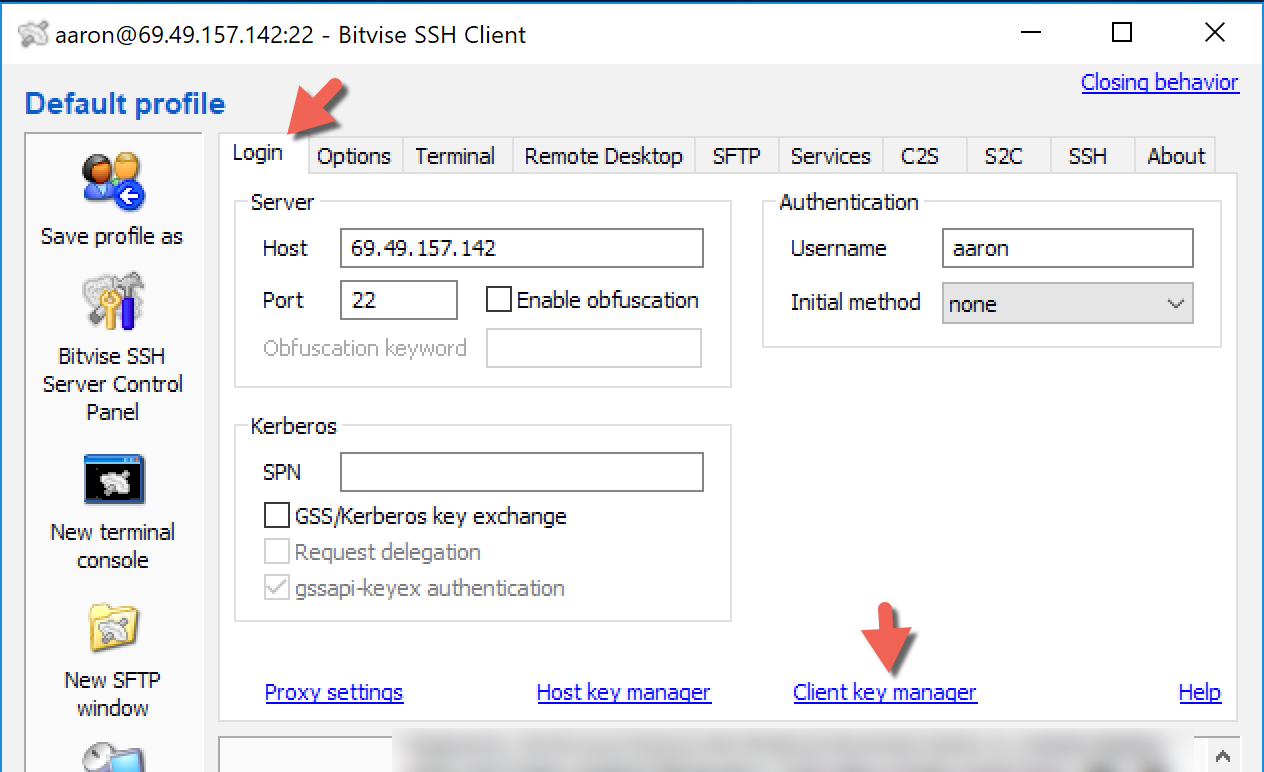 aaron@69.49.157.142:22 - Bitvise SSH Client
Closing behavior
Default profile
Save profile as
Bitvise SSH
Server Control
Panel
New terminal
console
New SFTP
window
Login Options Terminal Remote Desktop SFTP Services C2S S2C SSH About
Server
Host 69.49.157.142
Port 22 Enable obfuscation
Obfuscation keyword
Authentication
Username aaron
Initial method none
Kerberos
SPN
GSS/Kerberos key exchange
Request delegation
gssapi-keyex authentication
Proxy settings Host key manager Client key manager Help